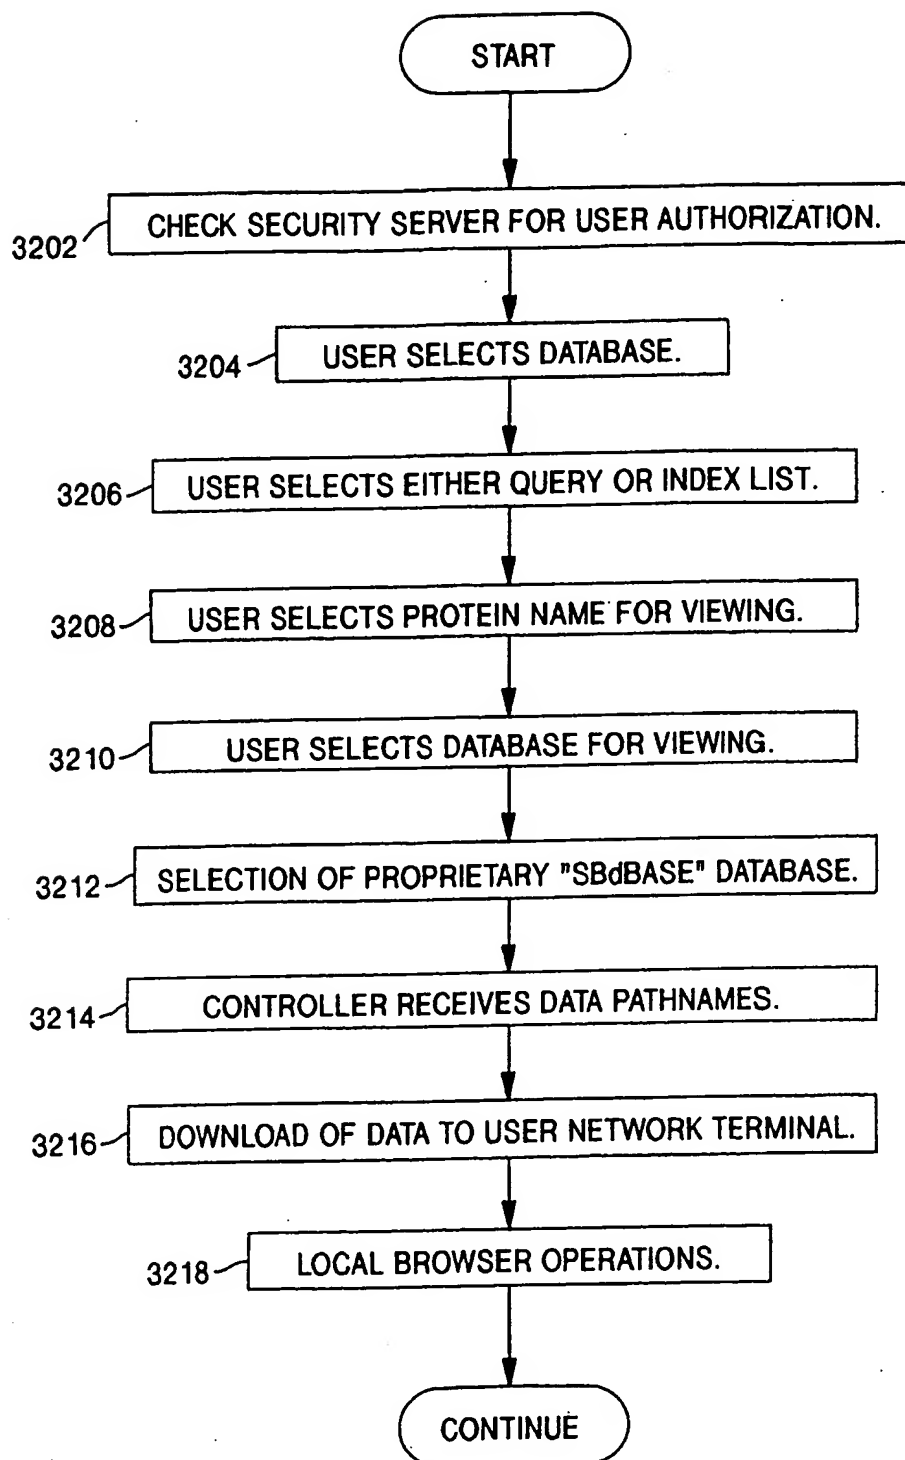 START
3202
CHECK SECURITY SERVER FOR USER AUTHORIZATION.
3204
USER SELECTS DATABASE.
3206
USER SELECTS EITHER QUERY OR INDEX LIST.
3208
USER SELECTS PROTEIN NAME FOR VIEWING.
3210
USER SELECTS DATABASE FOR VIEWING.
3212
SELECTION OF PROPRIETARY "SBdBASE" DATABASE.
3214
CONTROLLER RECEIVES DATA PATHNAMES.
3216
DOWNLOAD OF DATA TO USER NETWORK TERMINAL.
3218
LOCAL BROWSER OPERATIONS.
CONTINUE